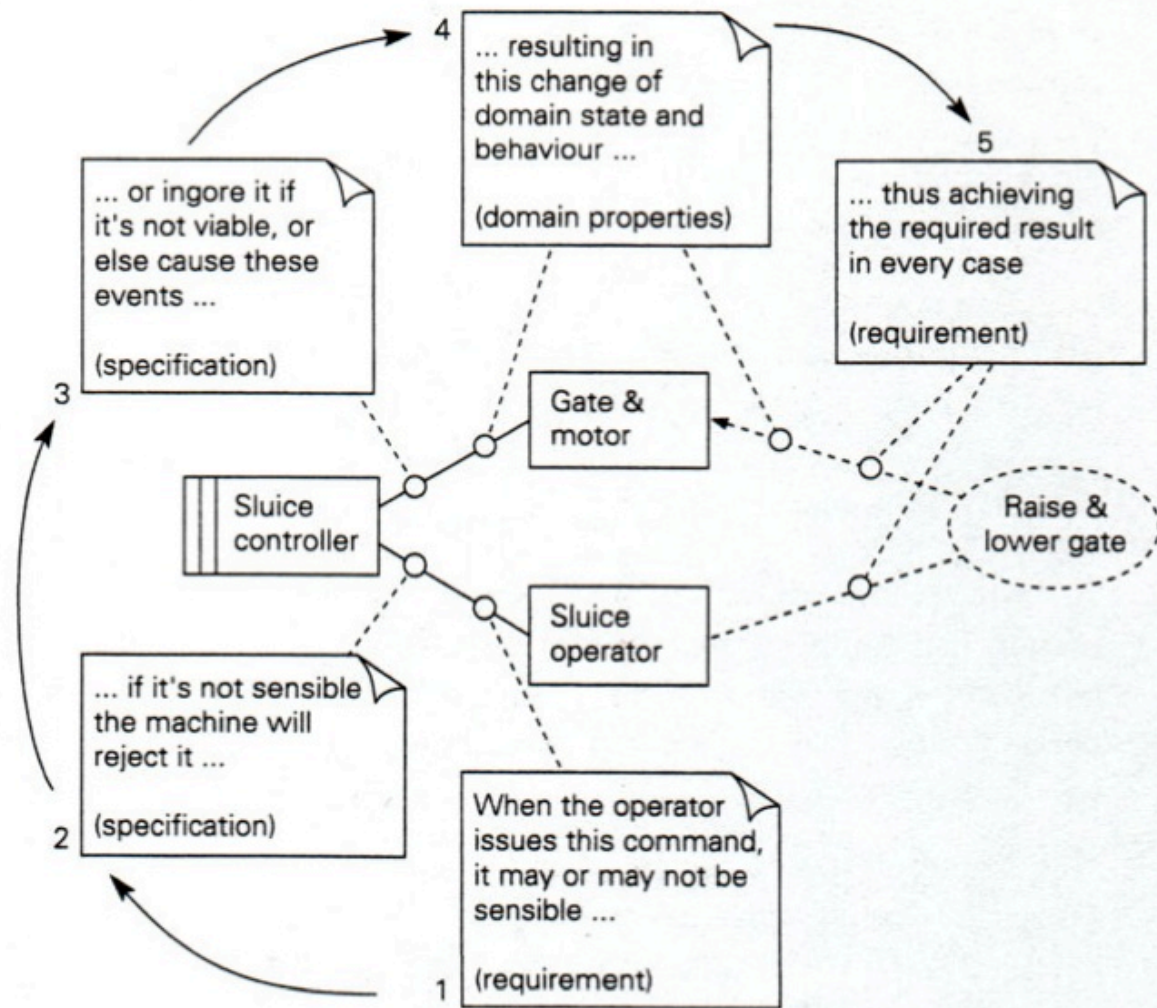 4
... resulting in
this change of
domain state and
behaviour ...
(domain properties)
5
... or ingore it if
it's not viable, or
else cause these
events ...
(specification)
... thus achieving
the required result
in every case
(requirement)
3
Gate &
motor
Sluice
controller
Raise &
lower gate
Sluice
operator
... if it's not sensible
the machine will
reject it ...
(specification)
2
When the operator
issues this command,
it may or may not be
sensible ...
(requirement)
1